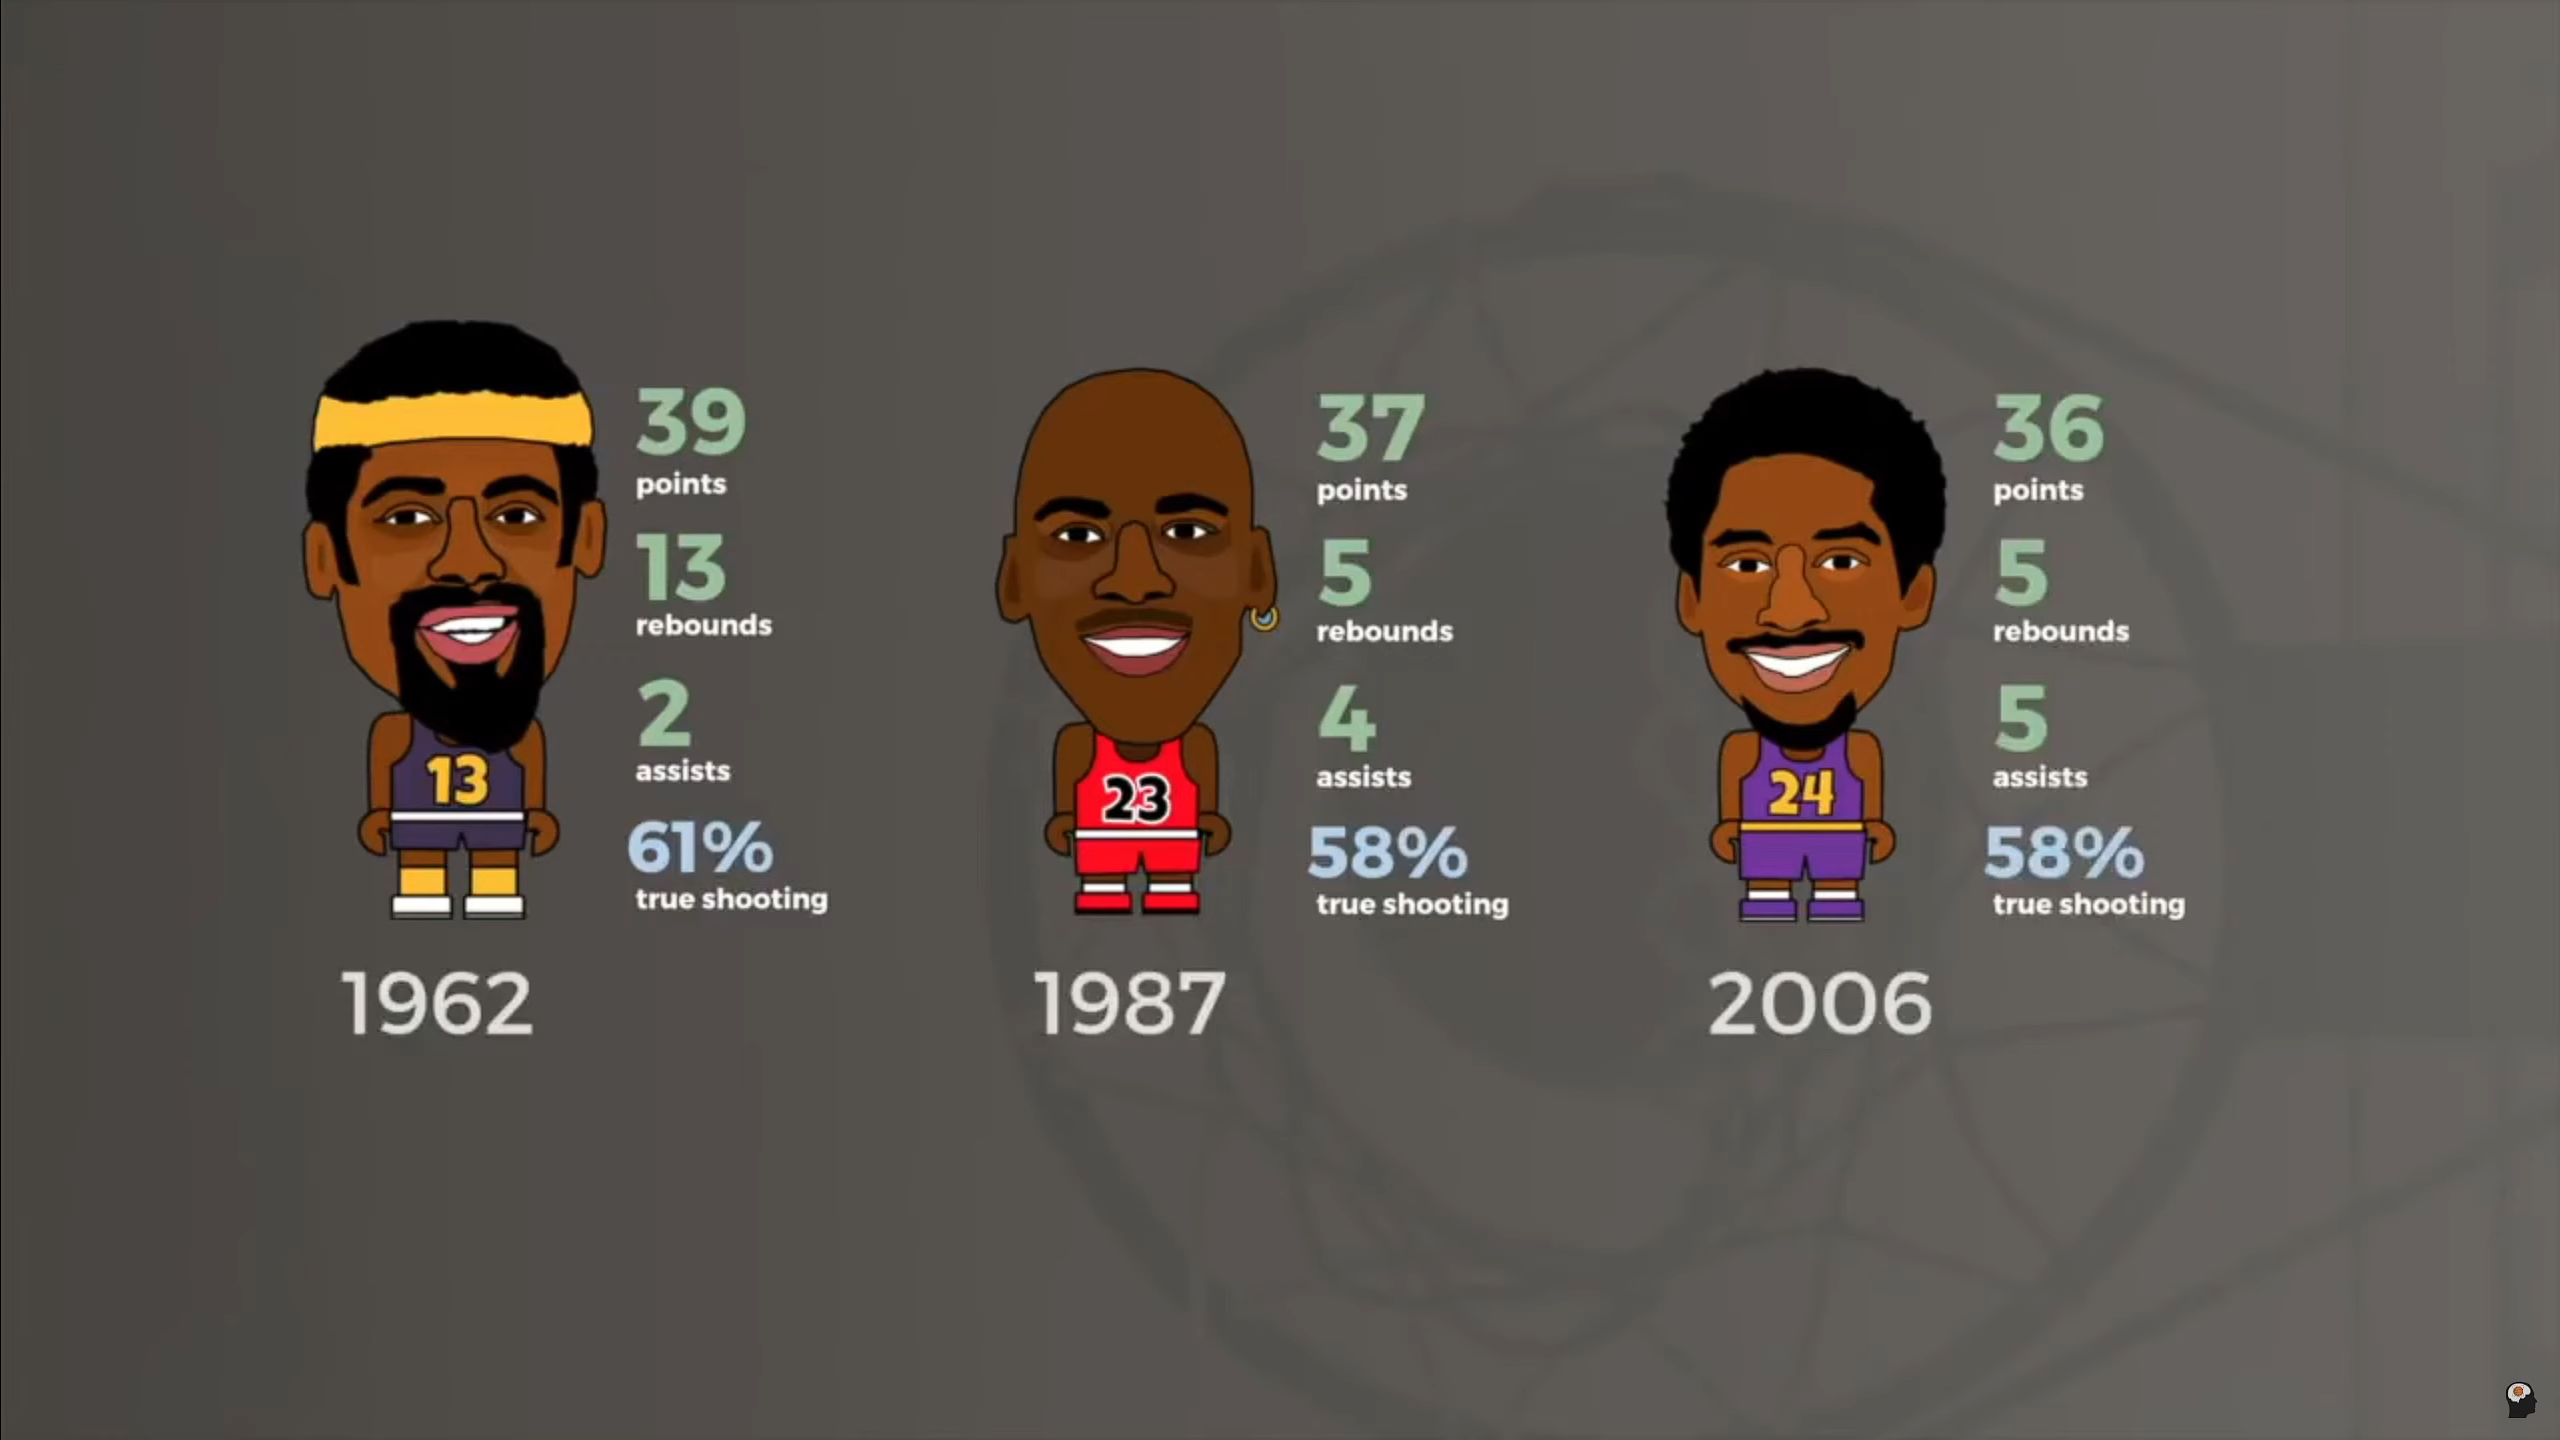 39
points
13
rebounds
2
assists
61%
true shooting
13
1962
37
points
5
rebounds
4
assists
58%
true shooting
23
1987
36
points
5
rebounds
5
assists
58%
true shooting
24
2006